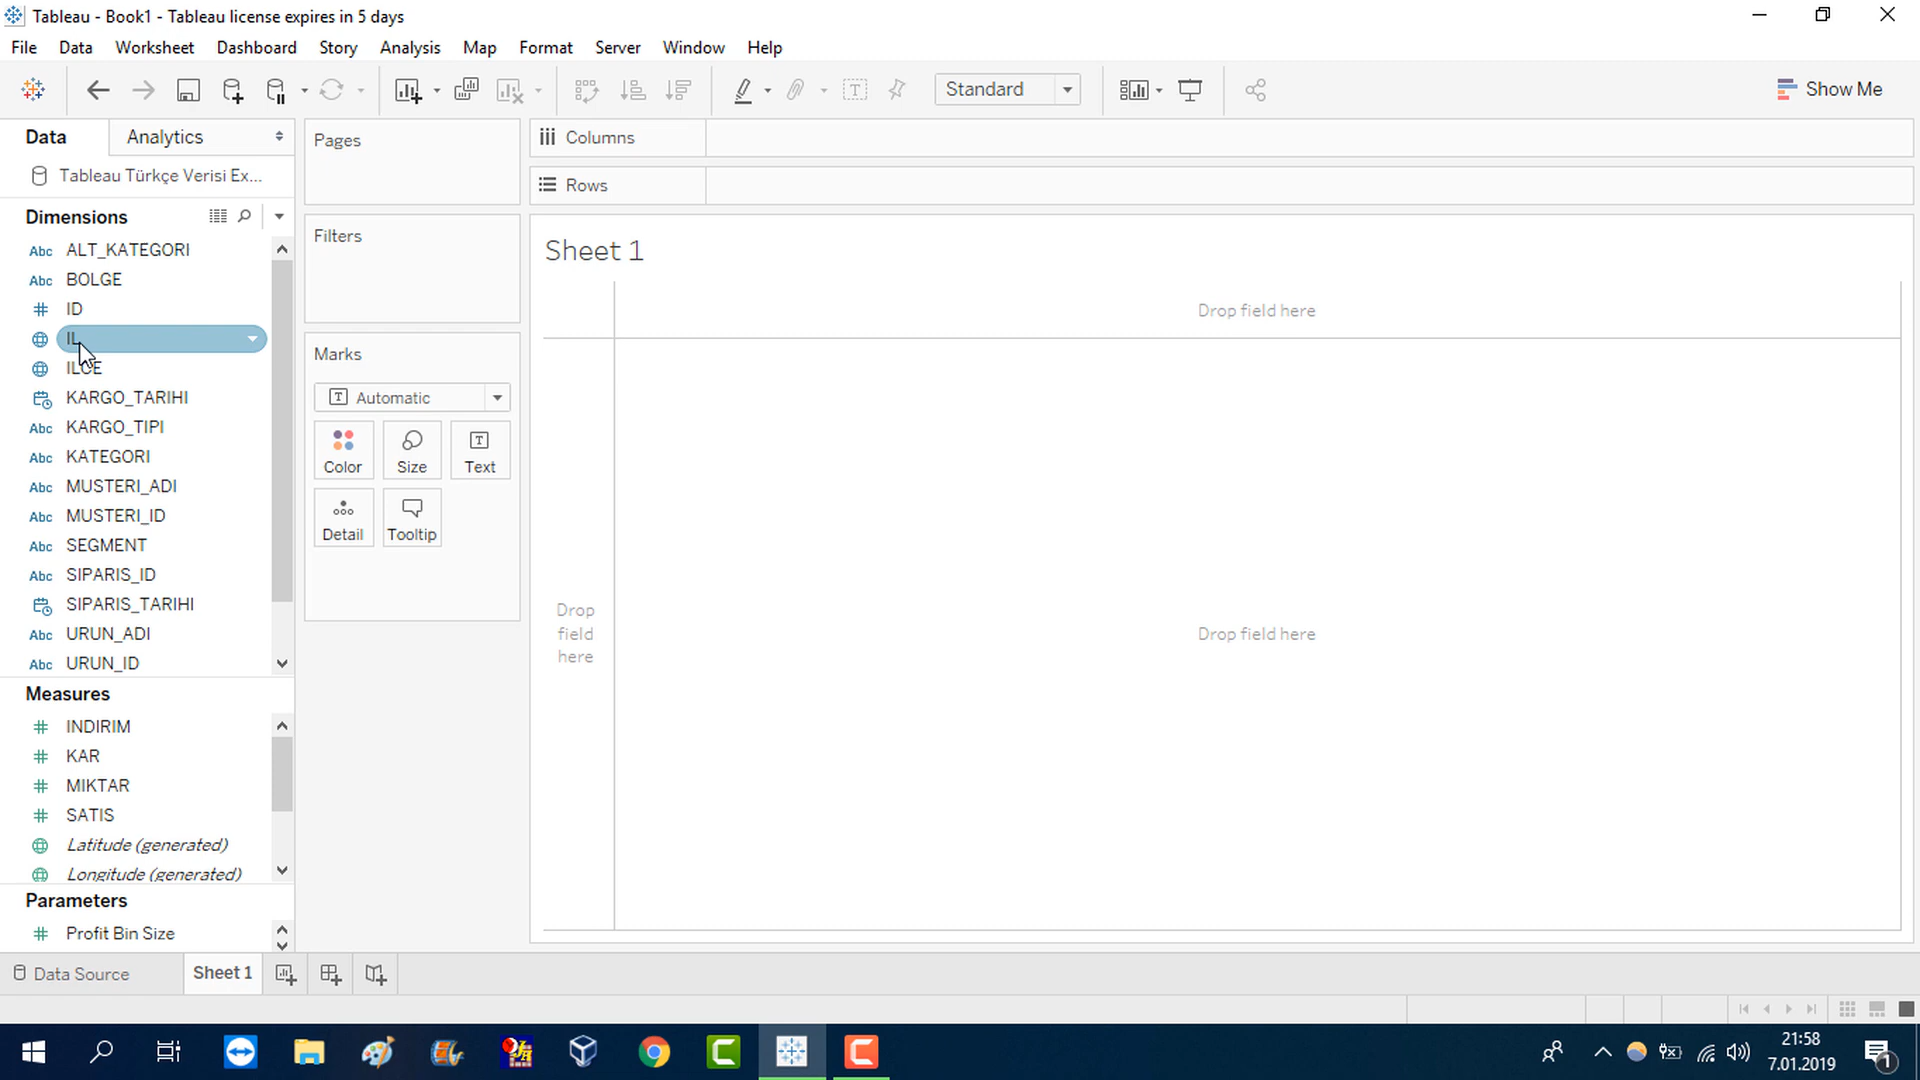 Tableau - Book1 - Tableau license expires in 5 days
File Data Worksheet Dashboard Story Analysis Map Format Server Window Help
Standard
Show Me
Data
Analytics
Tableau Türkçe Verisi Ex...
Dimensions
Abc ALT_KATEGORI
Abc BOLGE
ID
IL
ILCE
KARGO_TARIHI
Abc KARGO_TIPI
Abc KATEGORI
Abc MUSTERI_ADI
Abc MUSTERI_ID
Abc SEGMENT
Abc SIPARIS_ID
SIPARIS_TARIHI
Abc URUN_ADI
Abc URUN_ID
Measures
INDIRIM
KAR
MIKTAR
SATIS
Latitude (generated)
Longitude (generated)
Parameters
Profit Bin Size
Pages
Filters
Marks
Automatic
Color Size Text
Detail Tooltip
Columns
Rows
Sheet 1
Drop field here
Drop
field
here
Drop field here
Data Source
Sheet 1
21:58
7.01.2019
1